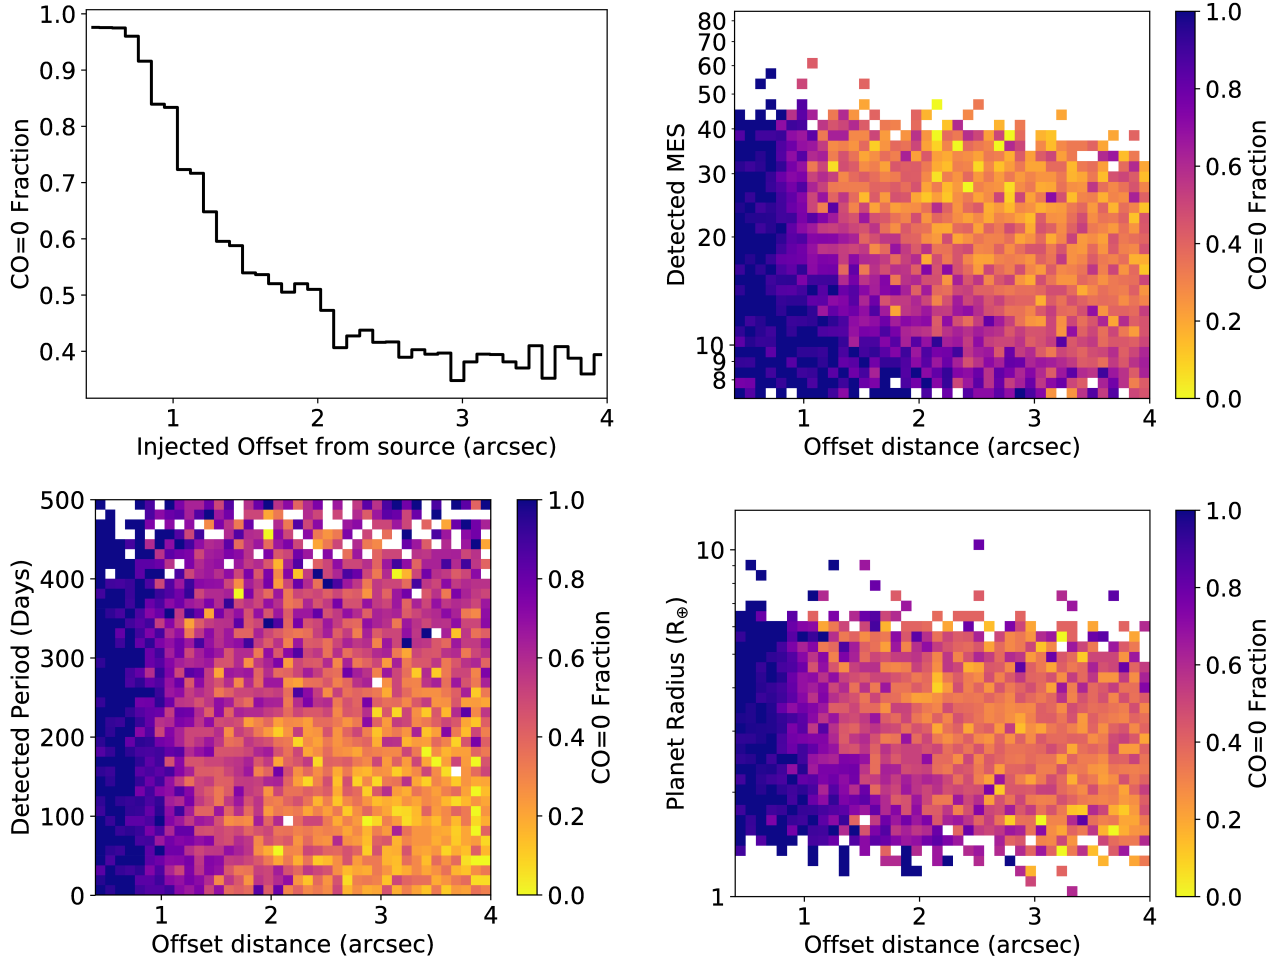 1.0
0.9
0.8
0.7
0.6
0.5
0.4
CO=0 Fraction
1 2 3 4
Injected Offset from source (arcsec)
80
70
60
50
40
30
20
10
9
8
Detected MES
1 2 3 4
Offset distance (arcsec)
1.0
0.8
0.6
0.4
0.2
0.0
CO=0 Fraction
500
400
300
200
100
0
Detected Period (Days)
1 2 3 4
Offset distance (arcsec)
1.0
0.8
0.6
0.4
0.2
0.0
CO=0 Fraction
10
1
Planet Radius (R⊕)
1 2 3 4
Offset distance (arcsec)
1.0
0.8
0.6
0.4
0.2
0.0
CO=0 Fraction